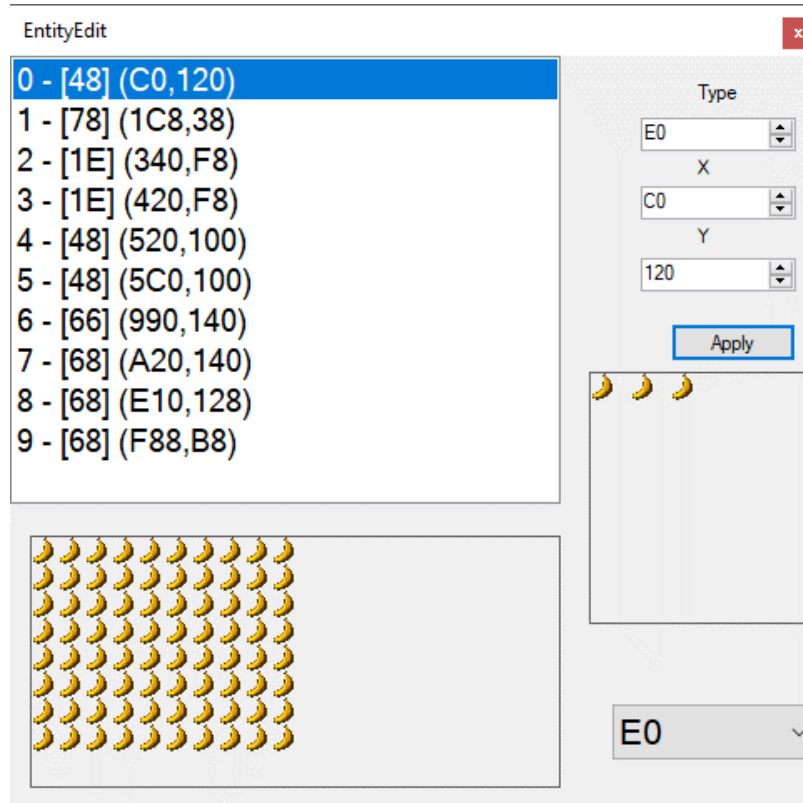 EntityEdit
x
0 - [48] (C0,120)
1 - [78] (1C8,38)
2 - [1E] (340,F8)
3 - [1E] (420,F8)
4 - [48] (520,100)
5 - [48] (5C0,100)
6 - [66] (990,140)
7 - [68] (A20,140)
8 - [68] (E10,128)
9 - [68] (F88,B8)
Type
E0
X
C0
Y
120
Apply
E0